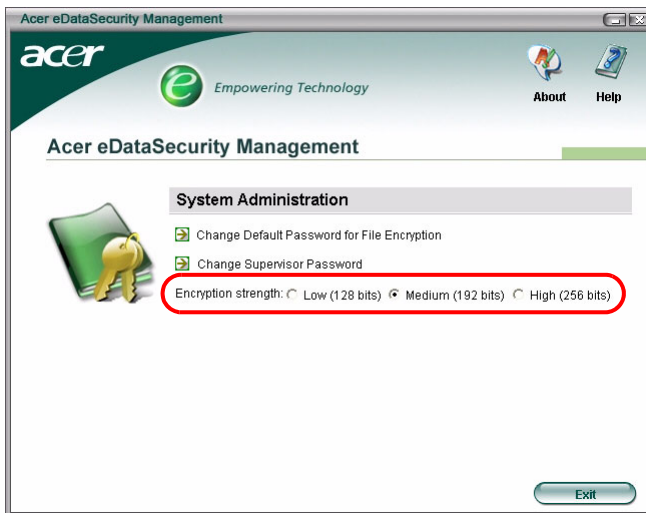 Acer eDataSecurity Management
acer
e Empowering Technology
About Help
Acer eDataSecurity Management
System Administration
Change Default Password for File Encryption
Change Supervisor Password
Encryption strength: Low (128 bits) Medium (192 bits) High (256 bits)
Exit